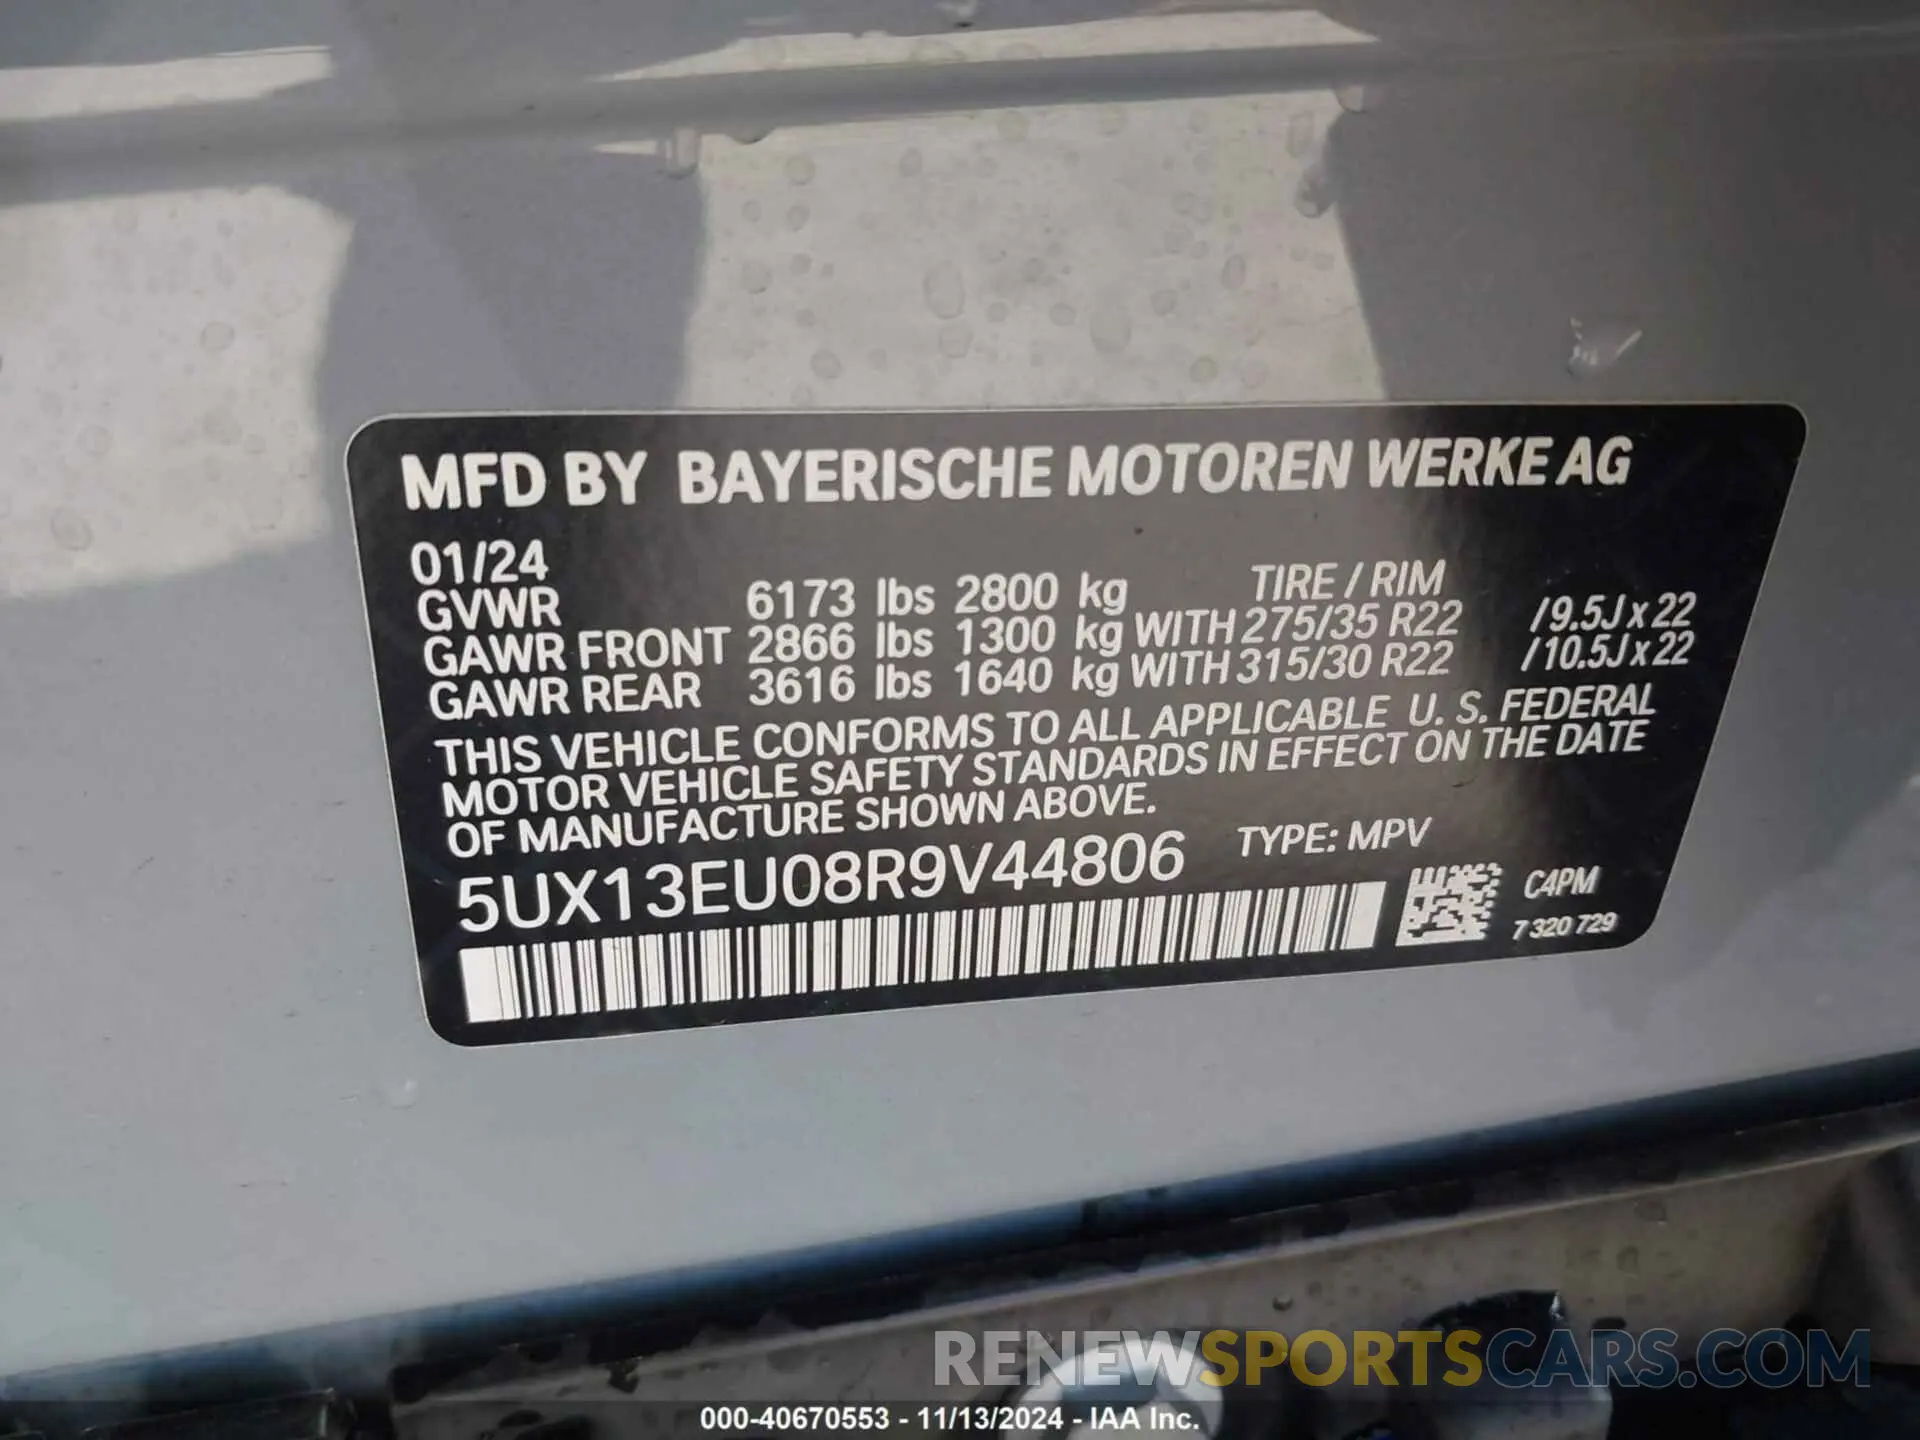 MFD BY BAYERISCHE MOTOREN WERKE AG
01/24 TIRE / RIM
GVWR 6173 lbs 2800 kg
GAWR FRONT 2866 lbs 1300 kg WITH 275/35 R22 /9.5J x 22
GAWR REAR 3616 lbs 1640 kg WITH 315/30 R22 /10.5J x 22
THIS VEHICLE CONFORMS TO ALL APPLICABLE U. S. FEDERAL
MOTOR VEHICLE SAFETY STANDARDS IN EFFECT ON THE DATE
OF MANUFACTURE SHOWN ABOVE.
5UX13EU08R9V44806 TYPE: MPV
C4PM
7 320 729
RENEWSPORTSCARS.COM
000-40670553 - 11/13/2024 - IAA Inc.